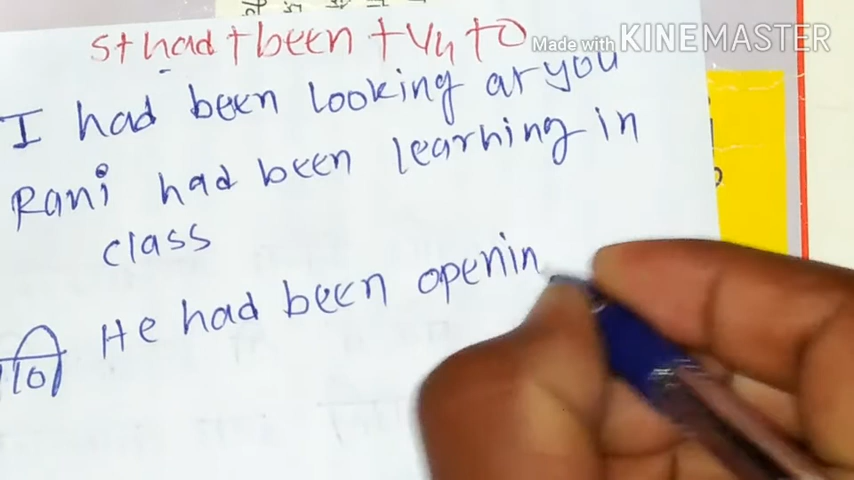 Made with KINEMASTER
s+had+been+V4+O
I had been looking at you
Rani had been learning in
class
He had been openin